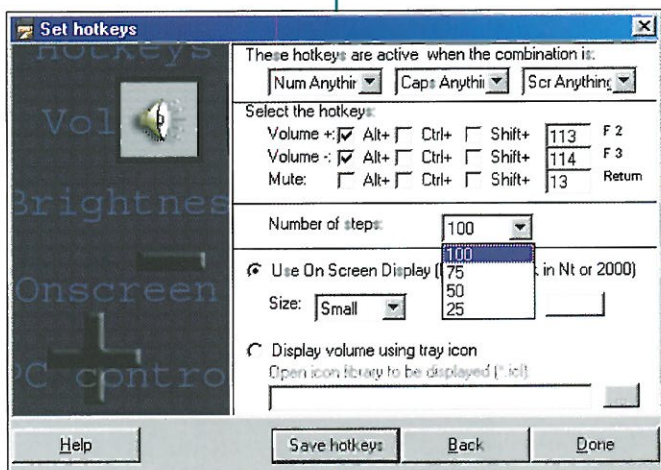 Set hotkeys
Hotkeys
Vol
Brightnes
Onscreen
PC contro
These hotkeys are active when the combination is:
Num Anythir Caps Anythi Scr Anything
Select the hotkeys:
Volume +: Alt+ Ctrl+ Shift+ 113 F 2
Volume -: Alt+ Ctrl+ Shift+ 114 F 3
Mute: Alt+ Ctrl+ Shift+ 13 Return
Number of steps: 100
100
75
50
25
Use On Screen Display ( in Nt or 2000)
Size: Small
Display volume using tray icon
Open icon library to be displayed (*.icl)
...
Help Save hotkeys Back Done